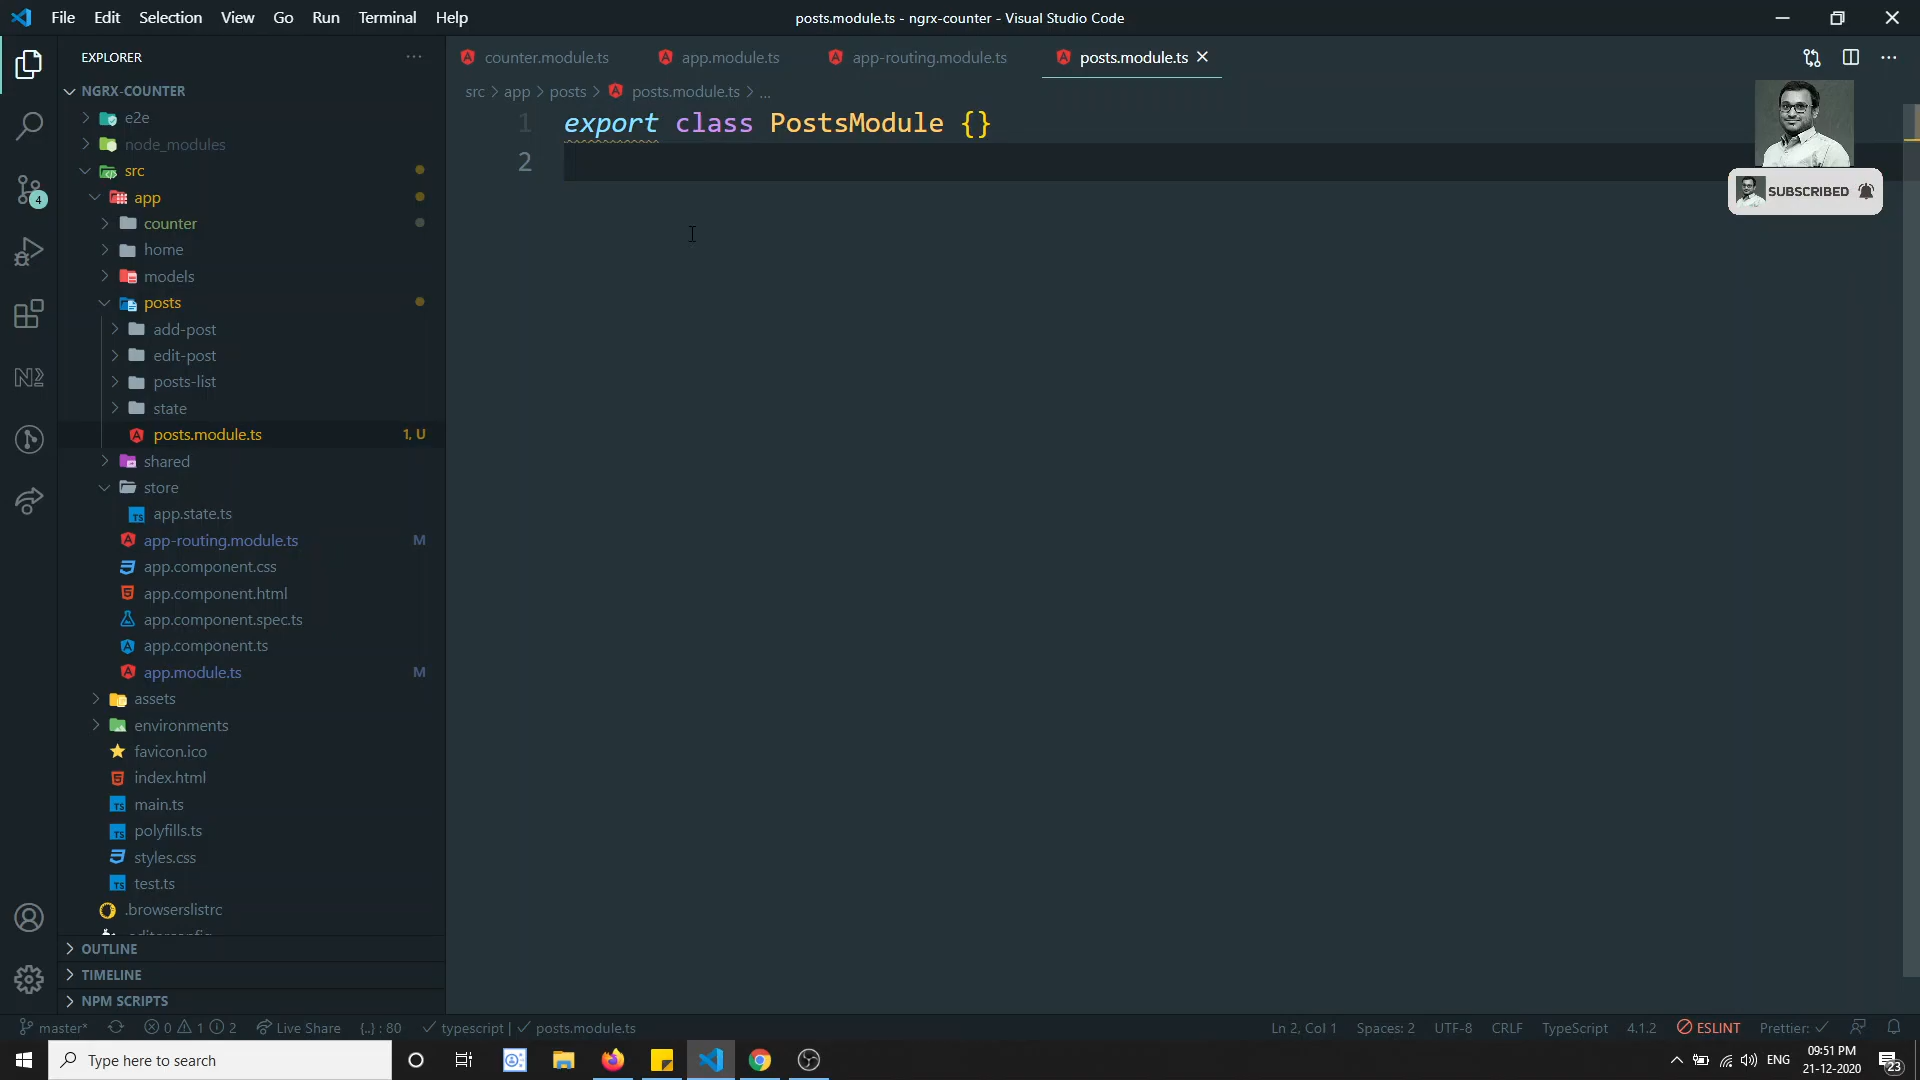 File Edit Selection View Go Run Terminal Help
posts.module.ts - ngrx-counter - Visual Studio Code
EXPLORER
counter.module.ts
app.module.ts
app-routing.module.ts
posts.module.ts
NGRX-COUNTER
src > app > posts > posts.module.ts > ...
e2e
node_modules
src
app
counter
home
models
posts
add-post
edit-post
posts-list
state
posts.module.ts 1, U
shared
store
app.state.ts
app-routing.module.ts M
app.component.css
app.component.html
app.component.spec.ts
app.component.ts
app.module.ts M
assets
environments
favicon.ico
index.html
main.ts
polyfills.ts
styles.css
test.ts
.browserslistrc
OUTLINE
TIMELINE
NPM SCRIPTS
4
1 export class PostsModule {}
2
SUBSCRIBED
master* 0 1 2 Live Share {..} : 80 typescript | posts.module.ts
Ln 2, Col 1 Spaces: 2 UTF-8 CRLF TypeScript 4.1.2 ESLINT Prettier:
Type here to search
ENG
09:51 PM
21-12-2020
23